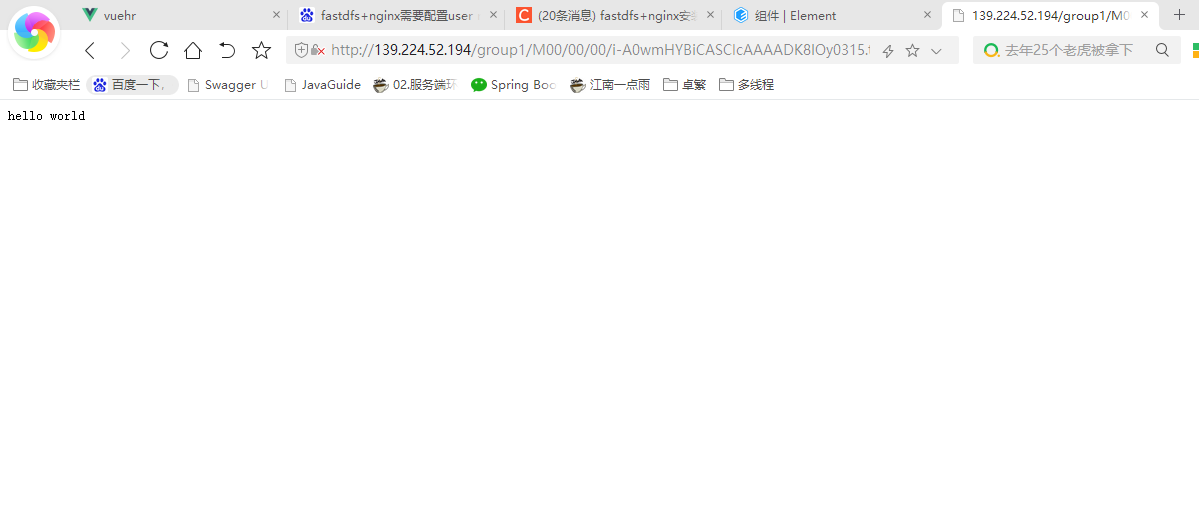 vuehr
fastdfs+nginx需要配置user
(20条消息) fastdfs+nginx安
组件 | Element
139.224.52.194/group1/M0
http://139.224.52.194/group1/M00/00/00/i-A0wmHYBiCASCIcAAAADK8IOy0315.
去年25个老虎被拿下
收藏夹栏
百度一下,
Swagger U
JavaGuide
02.服务端环
Spring Boo
江南一点雨
卓繁
多线程
hello world